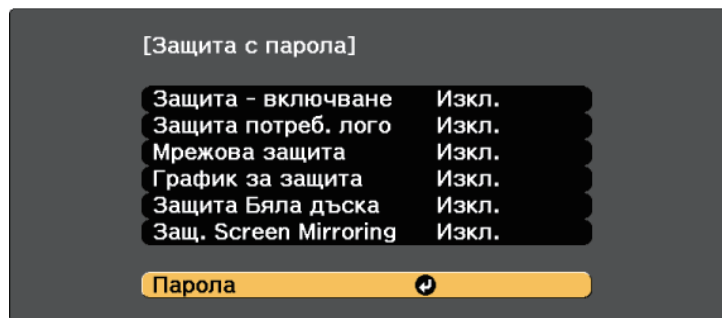 [Защита с парола]
Защита - включване Изкл.
Защита потреб. лого Изкл.
Мрежова защита Изкл.
График за защита Изкл.
Защита Бяла дъска Изкл.
Защ. Screen Mirroring Изкл.
Парола